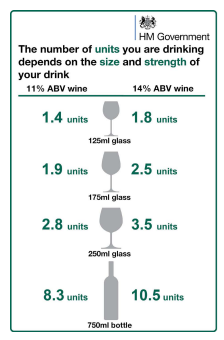 HM Government
The number of units you are drinking
depends on the size and strength of
your drink
11% ABV wine 14% ABV wine
1.4 units 1.8 units
125ml glass
1.9 units 2.5 units
175ml glass
2.8 units 3.5 units
250ml glass
8.3 units 10.5 units
750ml bottle